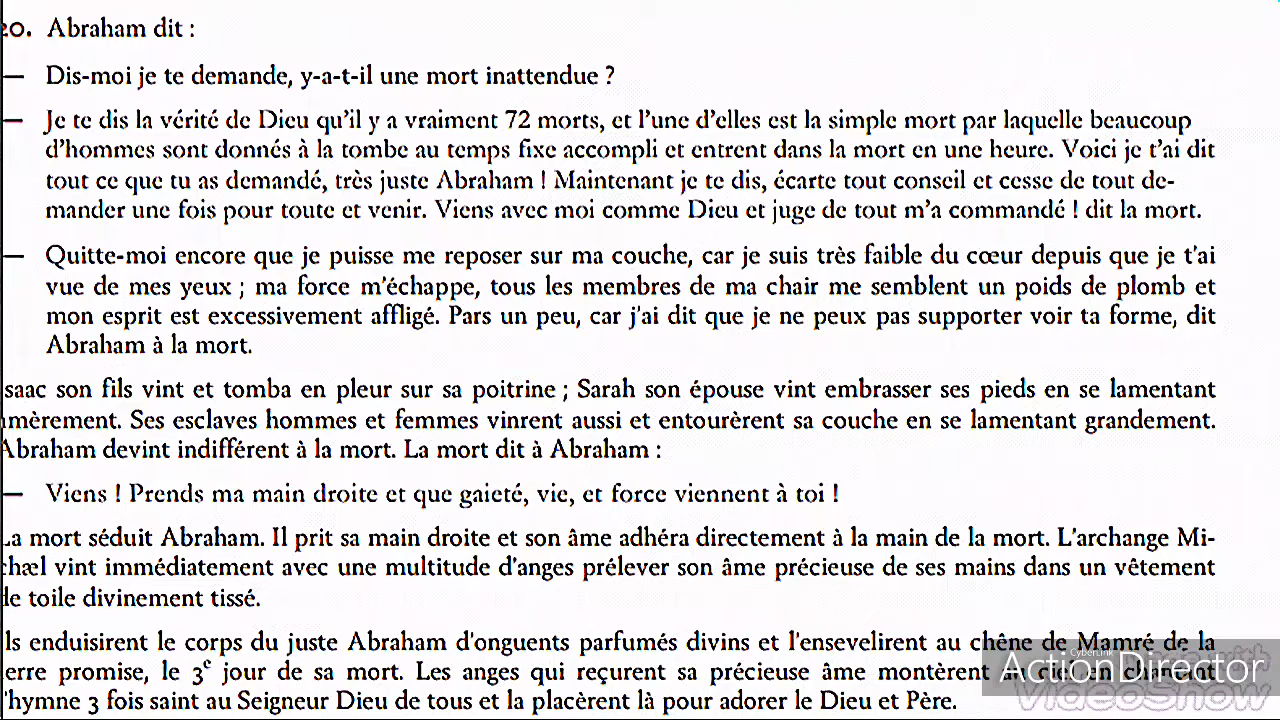 20. Abraham dit :
— Dis-moi je te demande, y-a-t-il une mort inattendue ?
— Je te dis la vérité de Dieu qu'il y a vraiment 72 morts, et l'une d'elles est la simple mort par laquelle beaucoup
d'hommes sont donnés à la tombe au temps fixe accompli et entrent dans la mort en une heure. Voici je t'ai dit
tout ce que tu as demandé, très juste Abraham ! Maintenant je te dis, écarte tout conseil et cesse de tout de-
mander une fois pour toute et venir. Viens avec moi comme Dieu et juge de tout m'a commandé ! dit la mort.
— Quitte-moi encore que je puisse me reposer sur ma couche, car je suis très faible du cœur depuis que je t'ai
vue de mes yeux ; ma force m'échappe, tous les membres de ma chair me semblent un poids de plomb et
mon esprit est excessivement affligé. Pars un peu, car j'ai dit que je ne peux pas supporter voir ta forme, dit
Abraham à la mort.
saac son fils vint et tomba en pleur sur sa poitrine ; Sarah son épouse vint embrasser ses pieds en se lamentant
mèrement. Ses esclaves hommes et femmes vinrent aussi et entourèrent sa couche en se lamentant grandement.
Abraham devint indifférent à la mort. La mort dit à Abraham :
— Viens ! Prends ma main droite et que gaieté, vie, et force viennent à toi !
La mort séduit Abraham. Il prit sa main droite et son âme adhéra directement à la main de la mort. L'archange Mi-
chæl vint immédiatement avec une multitude d'anges prélever son âme précieuse de ses mains dans un vêtement
de toile divinement tissé.
ls enduisirent le corps du juste Abraham d'onguents parfumés divins et l'ensevelirent au chêne de Mamré de la
erre promise, le 3e jour de sa mort. Les anges qui reçurent sa précieuse âme montèrent au ciel en chantant
l'hymne 3 fois saint au Seigneur Dieu de tous et la placèrent là pour adorer le Dieu et Père.
CyberLink
ActionDirector
VideoShow